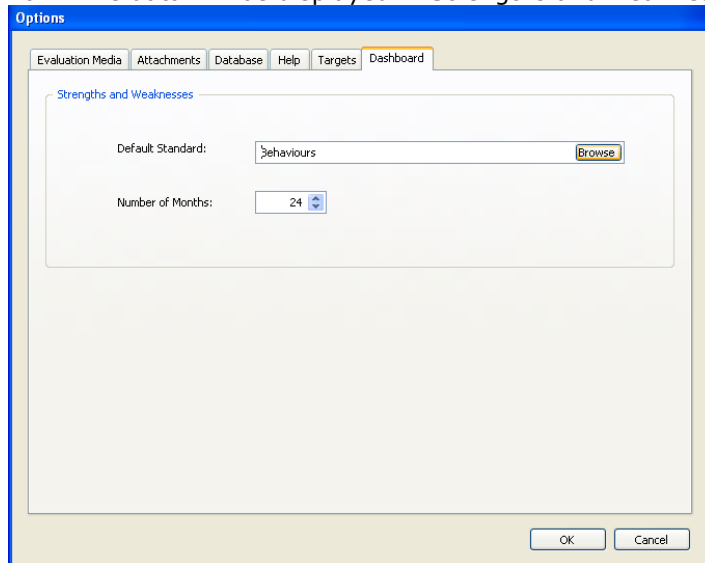 Options
Evaluation Media Attachments Database Help Targets Dashboard
Strengths and Weaknesses
Default Standard: Behaviours Browse
Number of Months: 24
OK Cancel